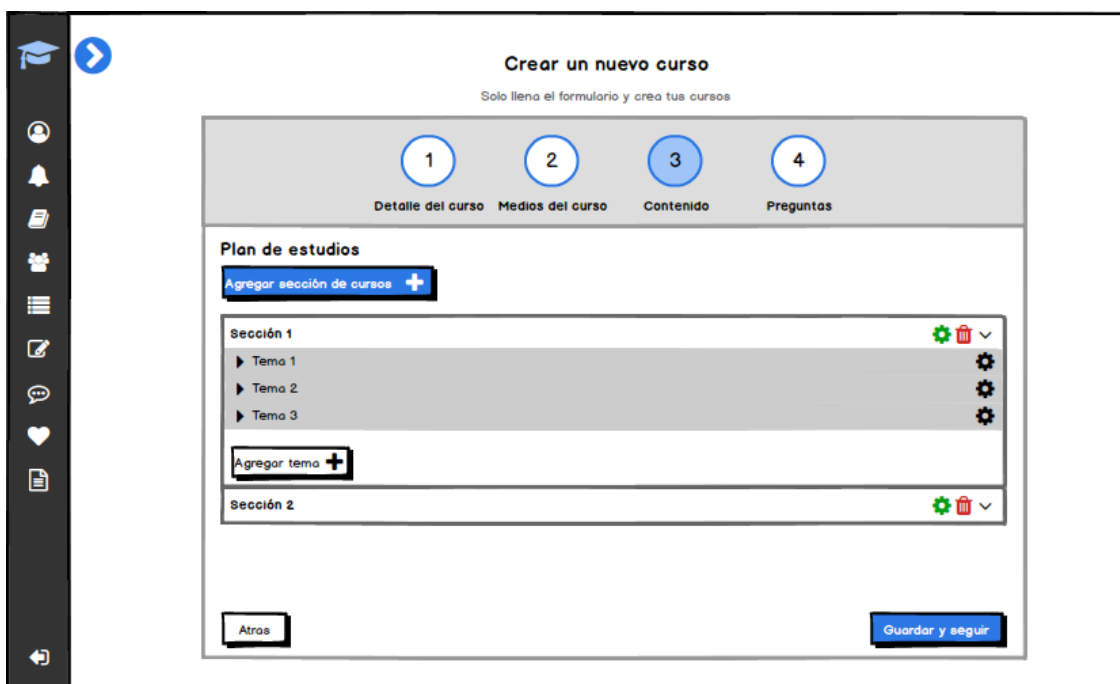 Crear un nuevo curso
Solo llena el formulario y crea tus cursos
1 2 3 4
Detalle del curso Medios del curso Contenido Preguntas
Plan de estudios
Agregar sección de cursos
Sección 1
Tema 1
Tema 2
Tema 3
Agregar tema
Sección 2
Atras Guardar y seguir